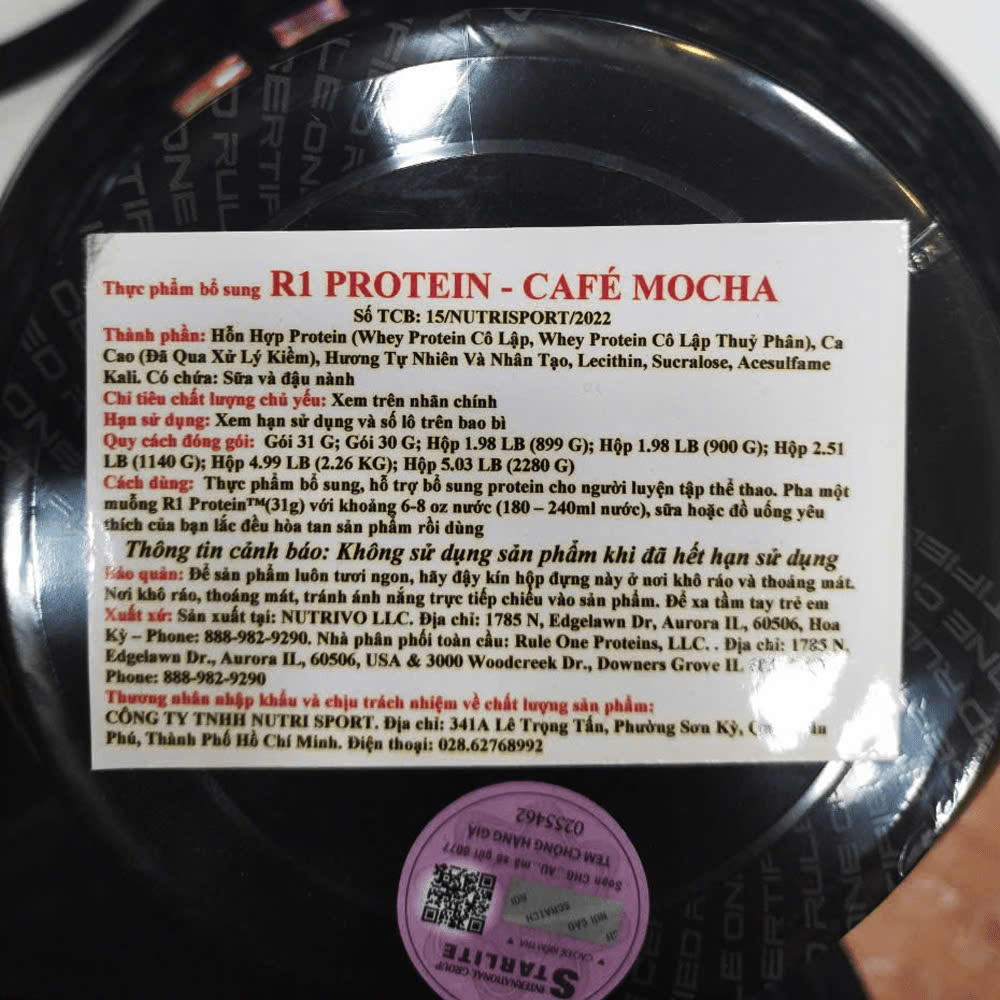 Thực phẩm bổ sung R1 PROTEIN - CAFÉ MOCHA
Số TCB: 15/NUTRISPORT/2022
Thành phần: Hỗn Hợp Protein (Whey Protein Cô Lập, Whey Protein Cô Lập Thuỷ Phân), Ca
Cao (Đã Qua Xử Lý Kiềm), Hương Tự Nhiên Và Nhân Tạo, Lecithin, Sucralose, Acesulfame
Kali. Có chứa: Sữa và đậu nành
Chỉ tiêu chất lượng chủ yếu: Xem trên nhãn chính
Hạn sử dụng: Xem hạn sử dụng và số lô trên bao bì
Quy cách đóng gói: Gói 31 G; Gói 30 G; Hộp 1.98 LB (899 G); Hộp 1.98 LB (900 G); Hộp 2.51
LB (1140 G); Hộp 4.99 LB (2.26 KG); Hộp 5.03 LB (2280 G)
Cách dùng: Thực phẩm bổ sung, hỗ trợ bổ sung protein cho người luyện tập thể thao. Pha một
muỗng R1 Protein™(31g) với khoảng 6-8 oz nước (180 – 240ml nước), sữa hoặc đồ uống yêu
thích của bạn lắc đều hòa tan sản phẩm rồi dùng
Thông tin cảnh báo: Không sử dụng sản phẩm khi đã hết hạn sử dụng
Bảo quản: Để sản phẩm luôn tươi ngon, hãy đậy kín hộp đựng này ở nơi khô ráo và thoáng mát.
Nơi khô ráo, thoáng mát, tránh ánh nắng trực tiếp chiếu vào sản phẩm. Để xa tầm tay trẻ em
Xuất xứ: Sản xuất tại: NUTRIVO LLC. Địa chỉ: 1785 N, Edgelawn Dr, Aurora IL, 60506, Hoa
Kỳ – Phone: 888-982-9290. Nhà phân phối toàn cầu: Rule One Proteins, LLC. . Địa chỉ: 1785 N,
Edgelawn Dr., Aurora IL, 60506, USA & 3000 Woodcreek Dr., Downers Grove IL
Phone: 888-982-9290
Thương nhân nhập khẩu và chịu trách nhiệm về chất lượng sản phẩm:
CÔNG TY TNHH NUTRI SPORT. Địa chỉ: 341A Lê Trọng Tấn, Phường Sơn Kỳ,
Phú, Thành Phố Hồ Chí Minh. Điện thoại: 028.62768992
INTERNATIONAL GROUP
STARLITE
CÀO ĐỂ KIỂM TRA
NƠI CÀO
SCRATCH
Soạn CHG
mã số gửi 8077
TEM CHỐNG HÀNG GIẢ
0255462